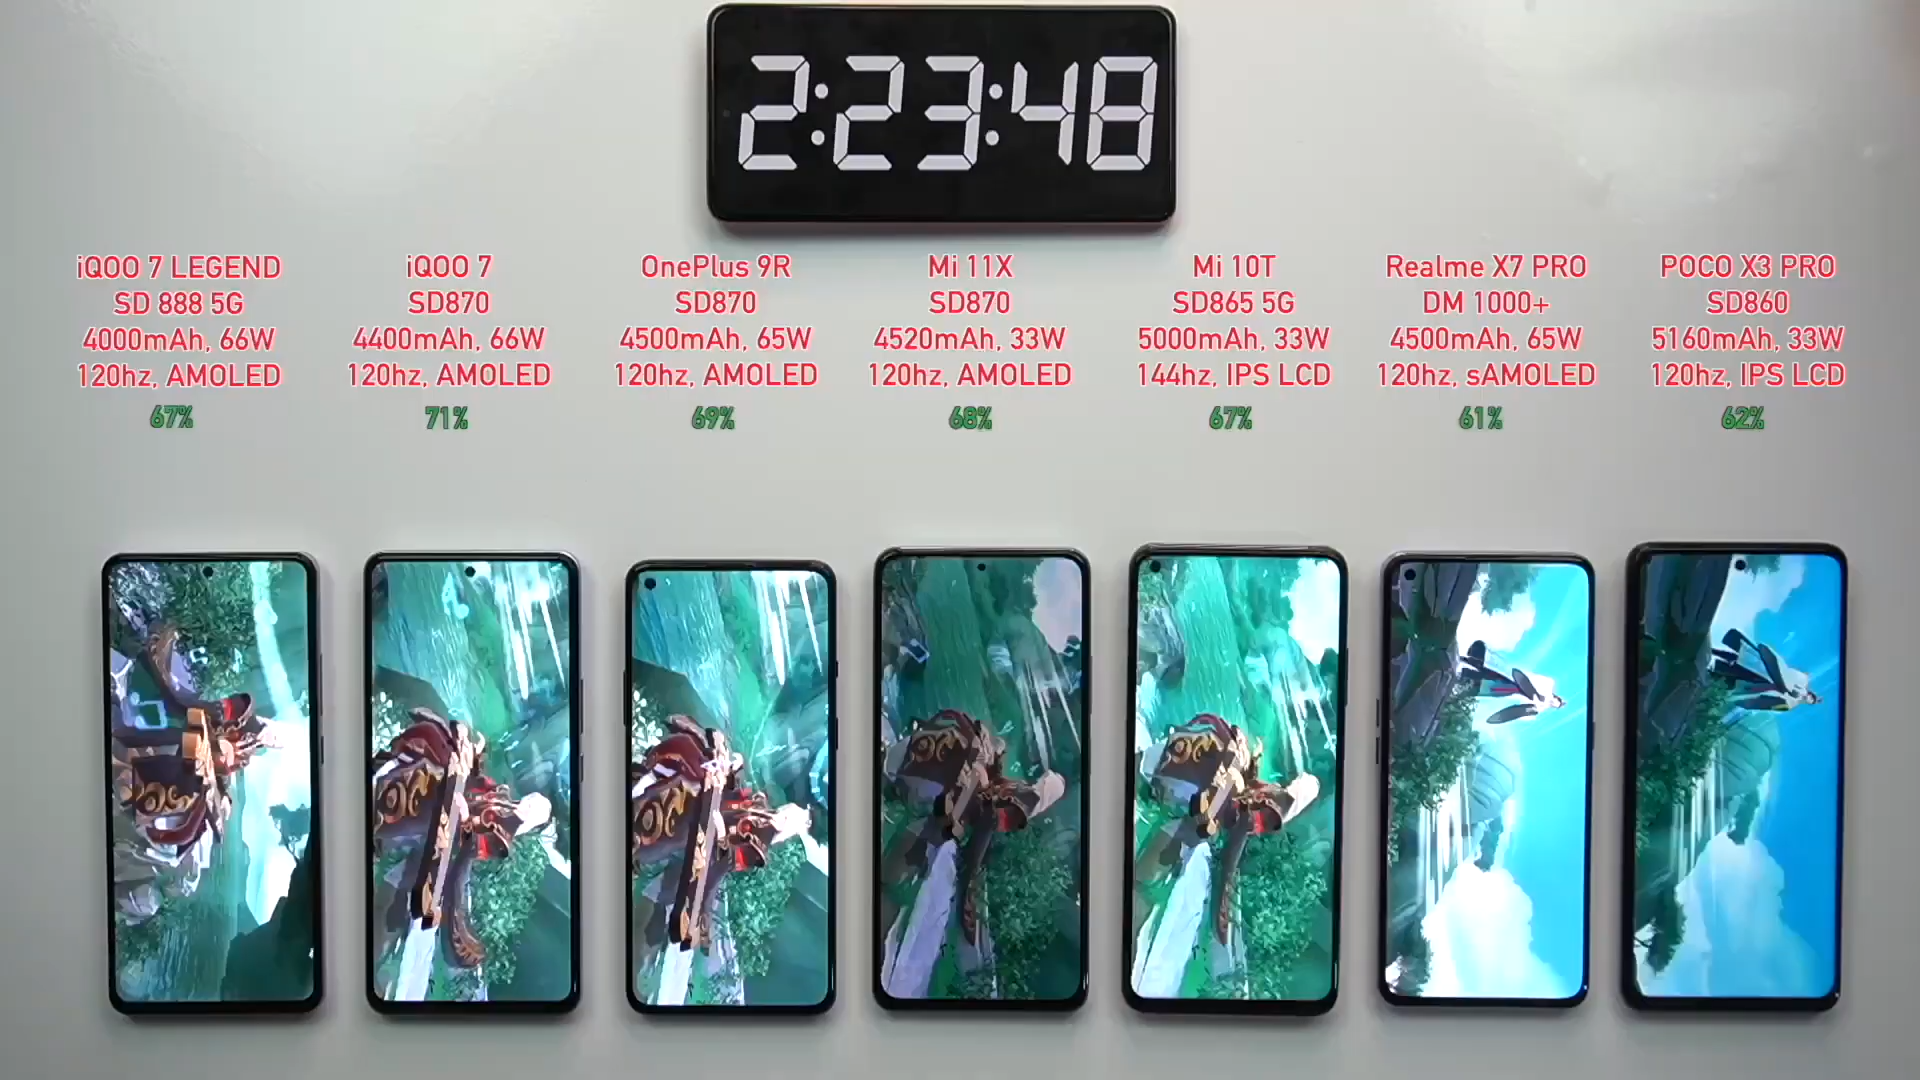 2:23:48
iQOO 7 LEGEND
SD 888 5G
4000mAh, 66W
120hz, AMOLED
67%
iQOO 7
SD870
4400mAh, 66W
120hz, AMOLED
71%
OnePlus 9R
SD870
4500mAh, 65W
120hz, AMOLED
69%
Mi 11X
SD870
4520mAh, 33W
120hz, AMOLED
68%
Mi 10T
SD865 5G
5000mAh, 33W
144hz, IPS LCD
67%
Realme X7 PRO
DM 1000+
4500mAh, 65W
120hz, sAMOLED
61%
POCO X3 PRO
SD860
5160mAh, 33W
120hz, IPS LCD
62%